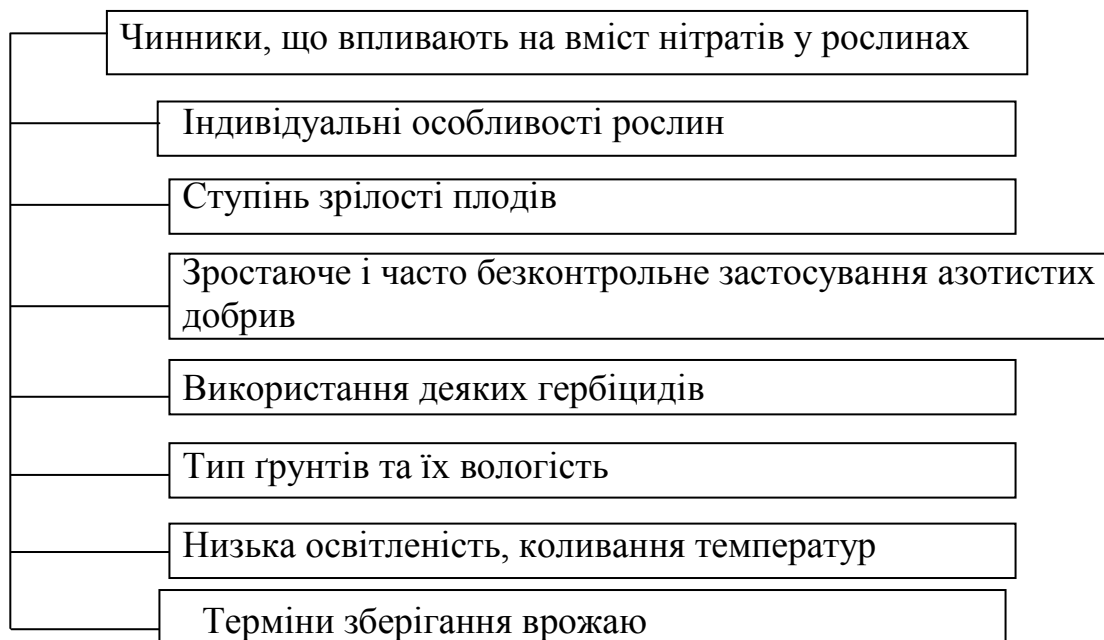 Чинники, що впливають на вміст нітратів у рослинах
Індивідуальні особливості рослин
Ступінь зрілості плодів
Зростаюче і часто безконтрольне застосування азотистих
добрив
Використання деяких гербіцидів
Тип ґрунтів та їх вологість
Низька освітленість, коливання температур
Терміни зберігання врожаю